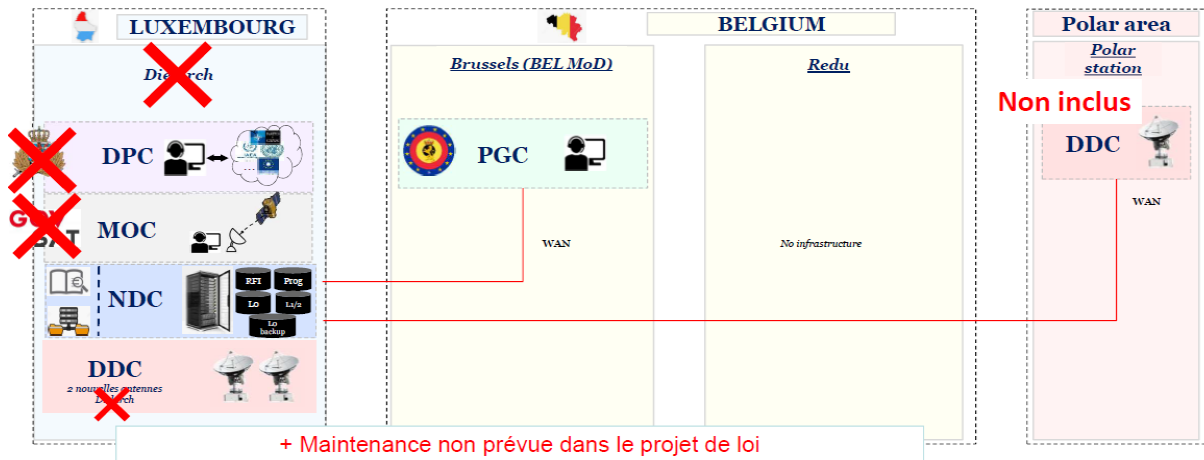 LUXEMBOURG
BELGIUM
Polar area
Brussels (BEL MoD)
Redu
Polar
station
Non inclus
DPC
IAEA
...
PGC
DDC
WAN
MOC
WAN
No infrastructure
NDC
RFI
Prog
L0
L1/2
L0
backup
DDC
2 nouvelles antennes
+ Maintenance non prévue dans le projet de loi